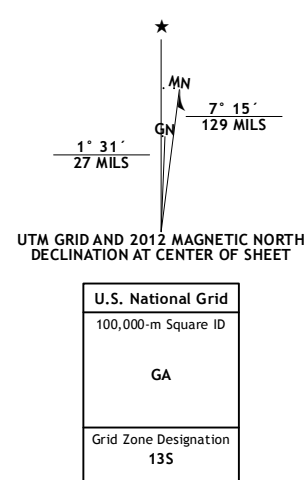 ★
MN
GN
7° 15´
129 MILS
1° 31´
27 MILS
UTM GRID AND 2012 MAGNETIC NORTH
DECLINATION AT CENTER OF SHEET
U.S. National Grid
100,000-m Square ID
GA
Grid Zone Designation
13S